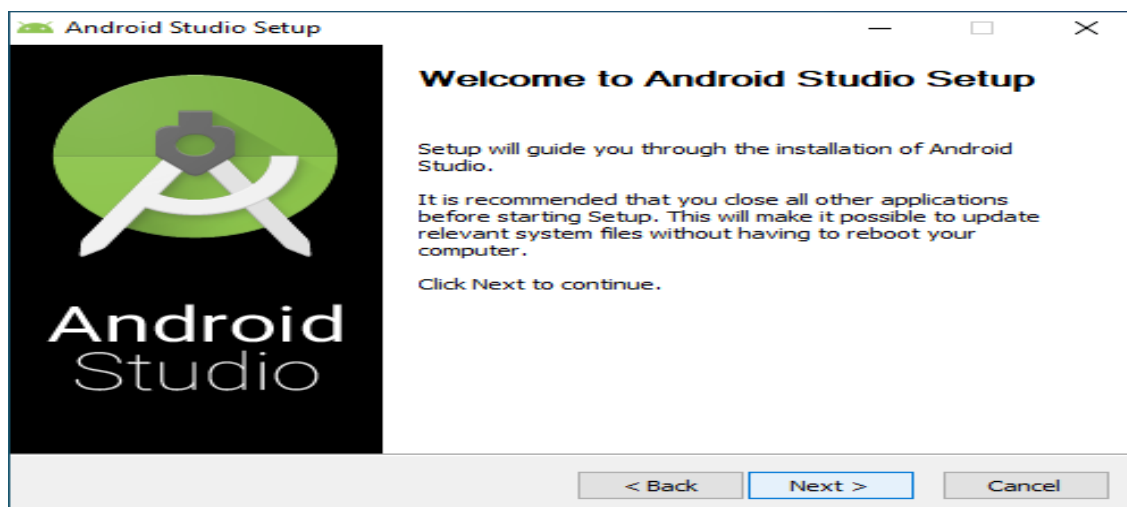 Android Studio Setup
Welcome to Android Studio Setup
Setup will guide you through the installation of Android
Studio.
It is recommended that you close all other applications
before starting Setup. This will make it possible to update
relevant system files without having to reboot your
computer.
Click Next to continue.
Android
Studio
< Back
Next >
Cancel